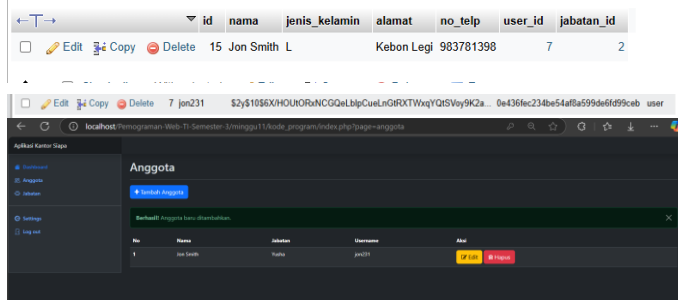 ←T→ ▼ id nama jenis_kelamin alamat no_telp user_id jabatan_id
Edit Copy Delete 15 Jon Smith L Kebon Legi 983781398 7 2
Edit Copy Delete 7 jon231 $2y$10$6X/HOUtORxNCGQeLblpCueLnGtRXTWxqYQtSVoy9K2a... 0e436fec234be54af8a599de6fd99ceb user
localhost/Pemograman-Web-TI-Semester-3/minggu11/kode_program/index.php?page=anggota
Aplikasi Kantor Siapa
Dashboard
Anggota
Jabatan
Settings
Log out
Anggota
+ Tambah Anggota
Berhasil! Anggota baru ditambahkan.
No Nama Jabatan Username Aksi
1 Jon Smith Yusha jon231 Edit Hapus